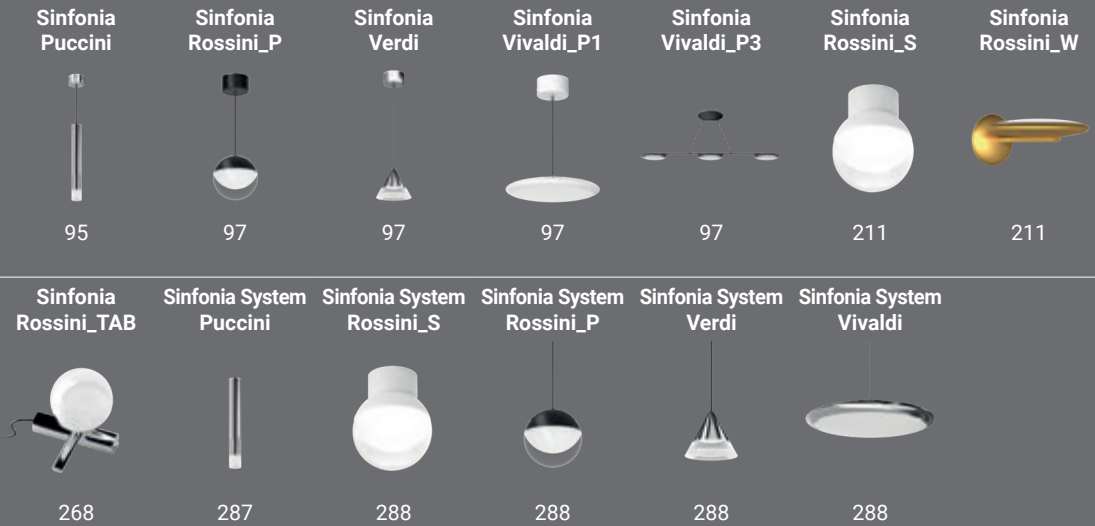 Sinfonia
Puccini
Sinfonia
Rossini_P
Sinfonia
Verdi
Sinfonia
Vivaldi_P1
Sinfonia
Vivaldi_P3
Sinfonia
Rossini_S
Sinfonia
Rossini_W
95
97
97
97
97
211
211
Sinfonia
Rossini_TAB
Sinfonia System
Puccini
Sinfonia System
Rossini_S
Sinfonia System
Rossini_P
Sinfonia System
Verdi
Sinfonia System
Vivaldi
268
287
288
288
288
288